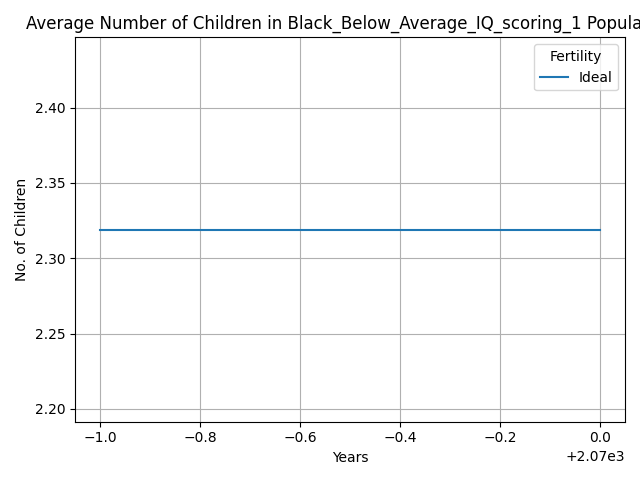 Average Number of Children in Black_Below_Average_IQ_scoring_1 Popula
Fertility
Ideal
No. of Children
2.40
2.35
2.30
2.25
2.20
−1.0 −0.8 −0.6 −0.4 −0.2 0.0
Years
+2.07e3